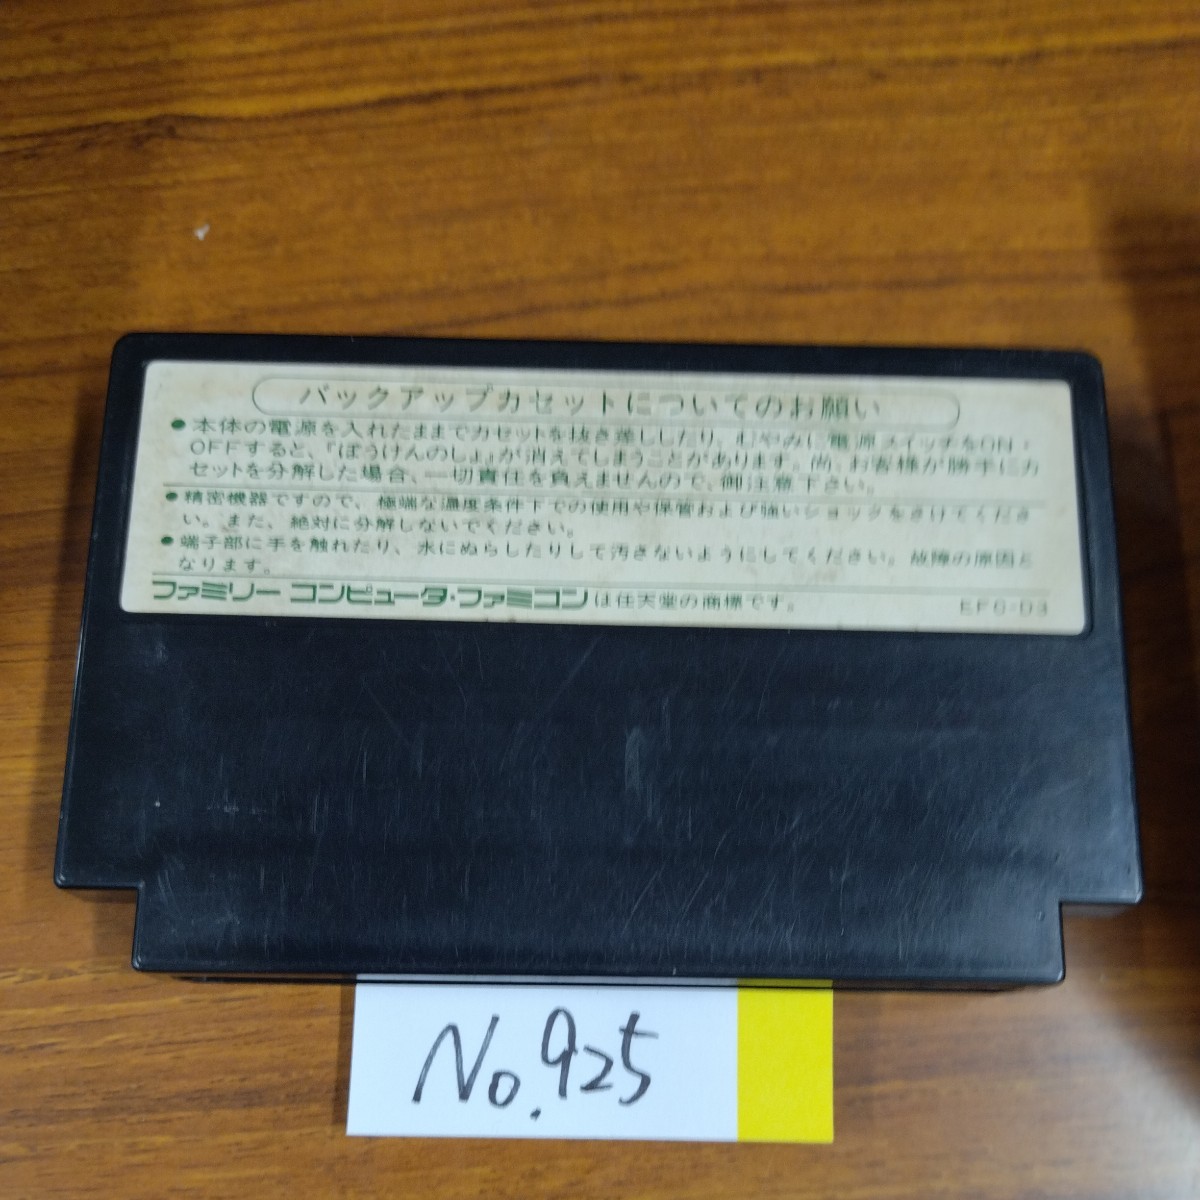 バックアップカセットについてのお願い
●本体の電源を入れたままでカセットを抜き差ししたり、むやみに電源スイッチをON・
OFFすると、『ぼうけんのしょ』が消えてしまうことがあります。尚、お客様が勝手にカ
セットを分解した場合、一切責任を負えませんので、御注意下さい。
●精密機器ですので、極端な温度条件下での使用や保管および強いショックをさけてくださ
い。また、絶対に分解しないでください。
●端子部に手を触れたり、水にぬらしたりして汚さないようにしてください。故障の原因と
なります。
ファミリーコンピュータ・ファミコンは任天堂の商標です。 EFG-D3
No.925